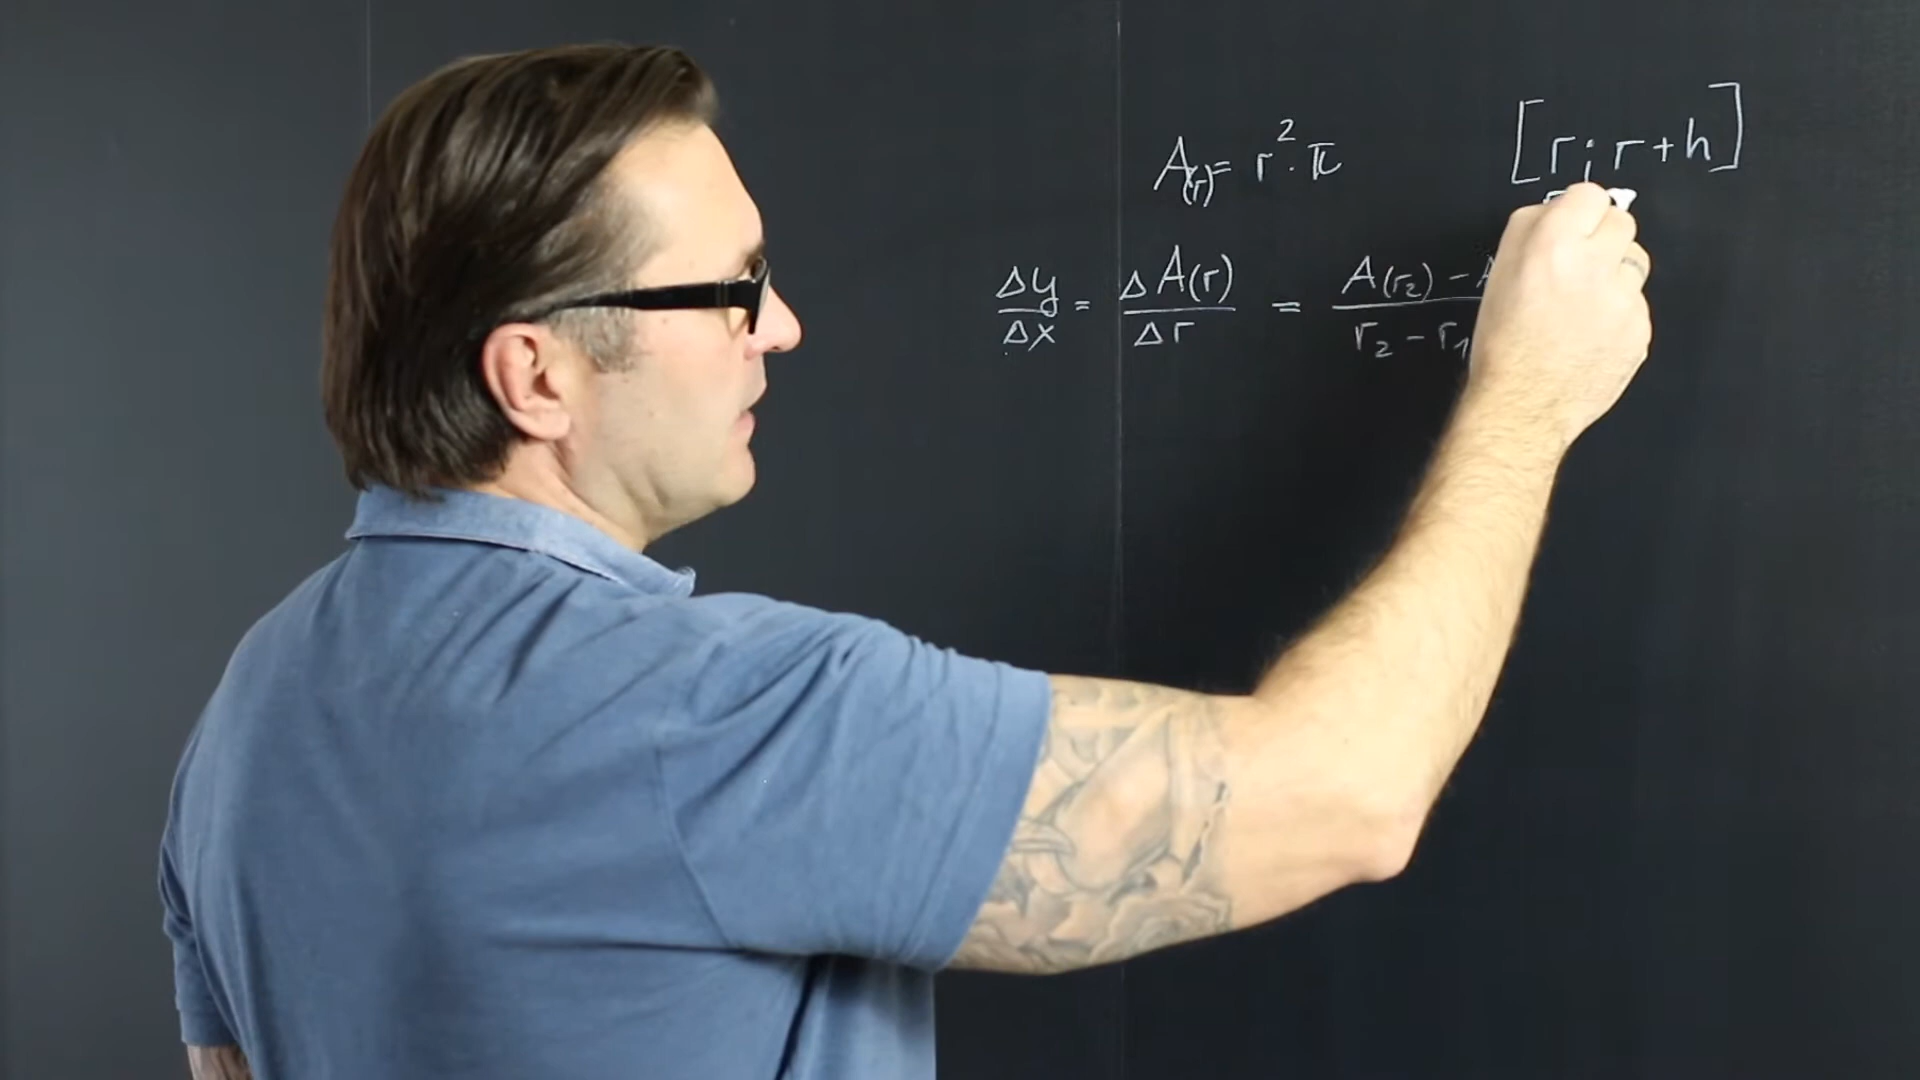 A(r) = r²·π [r; r+h]
Δy/Δx = ΔA(r)/Δr = A(r₂) - A / r₂ - r₁